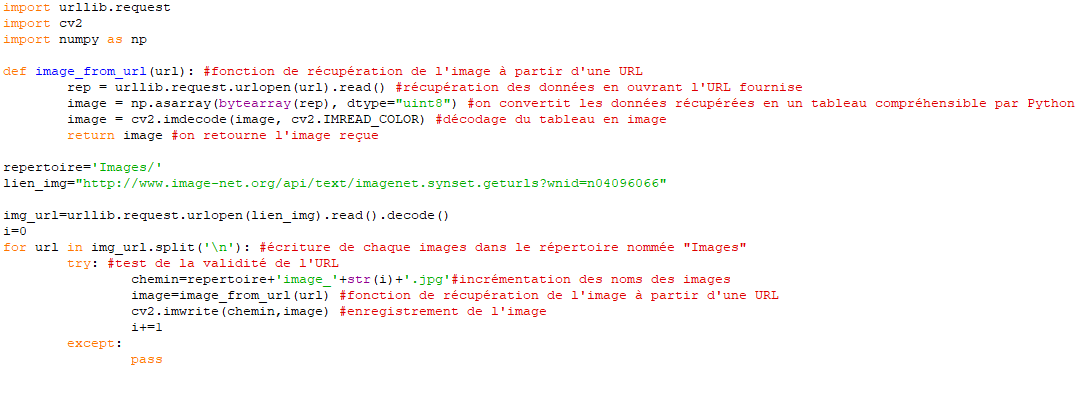 import urllib.request
import cv2
import numpy as np
def image_from_url(url): #fonction de récupération de l'image à partir d'une URL
rep = urllib.request.urlopen(url).read() #récupération des données en ouvrant l'URL fournise
image = np.asarray(bytearray(rep), dtype="uint8") #on convertit les données récupérées en un tableau compréhensible par Python
image = cv2.imdecode(image, cv2.IMREAD_COLOR) #décodage du tableau en image
return image #on retourne l'image reçue
repertoire='Images/'
lien_img="http://www.image-net.org/api/text/imagenet.synset.geturls?wnid=n04096066"
img_url=urllib.request.urlopen(lien_img).read().decode()
i=0
for url in img_url.split('\n'): #écriture de chaque images dans le répertoire nommée "Images"
try: #test de la validité de l'URL
chemin=repertoire+'image_'+str(i)+'.jpg'#incrémentation des noms des images
image=image_from_url(url) #fonction de récupération de l'image à partir d'une URL
cv2.imwrite(chemin,image) #enregistrement de l'image
i+=1
except:
pass